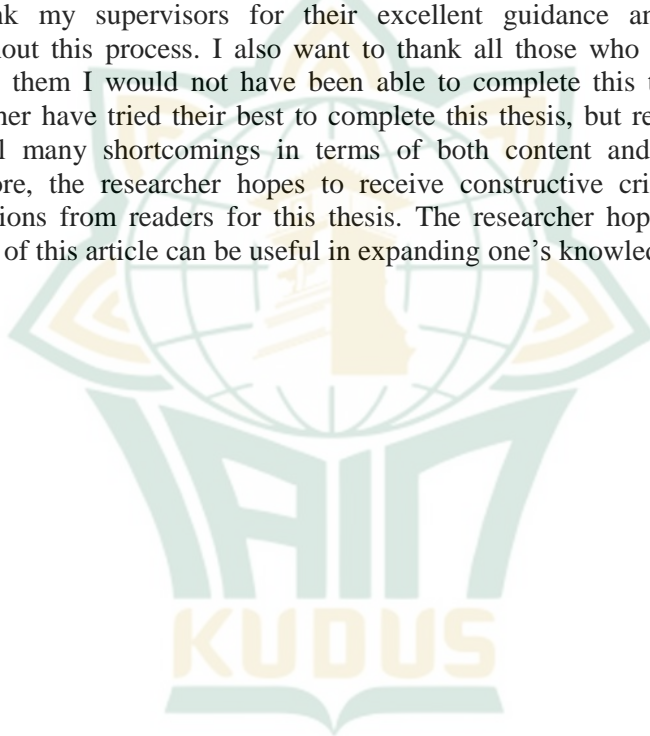 nk my supervisors for their excellent guidance an
hout this process. I also want to thank all those who
them I would not have been able to complete this t
her have tried their best to complete this thesis, but re
l many shortcomings in terms of both content and
ore, the researcher hopes to receive constructive cri
tions from readers for this thesis. The researcher hop
of this article can be useful in expanding one’s knowled
IAIN
KUDUS